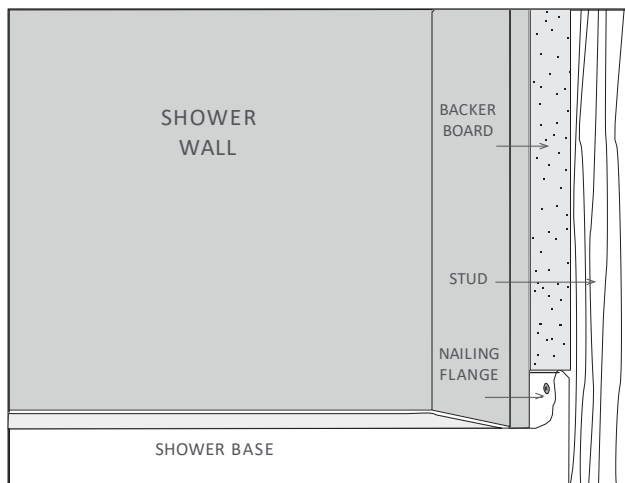 SHOWER
WALL
BACKER
BOARD
STUD
NAILING
FLANGE
SHOWER BASE